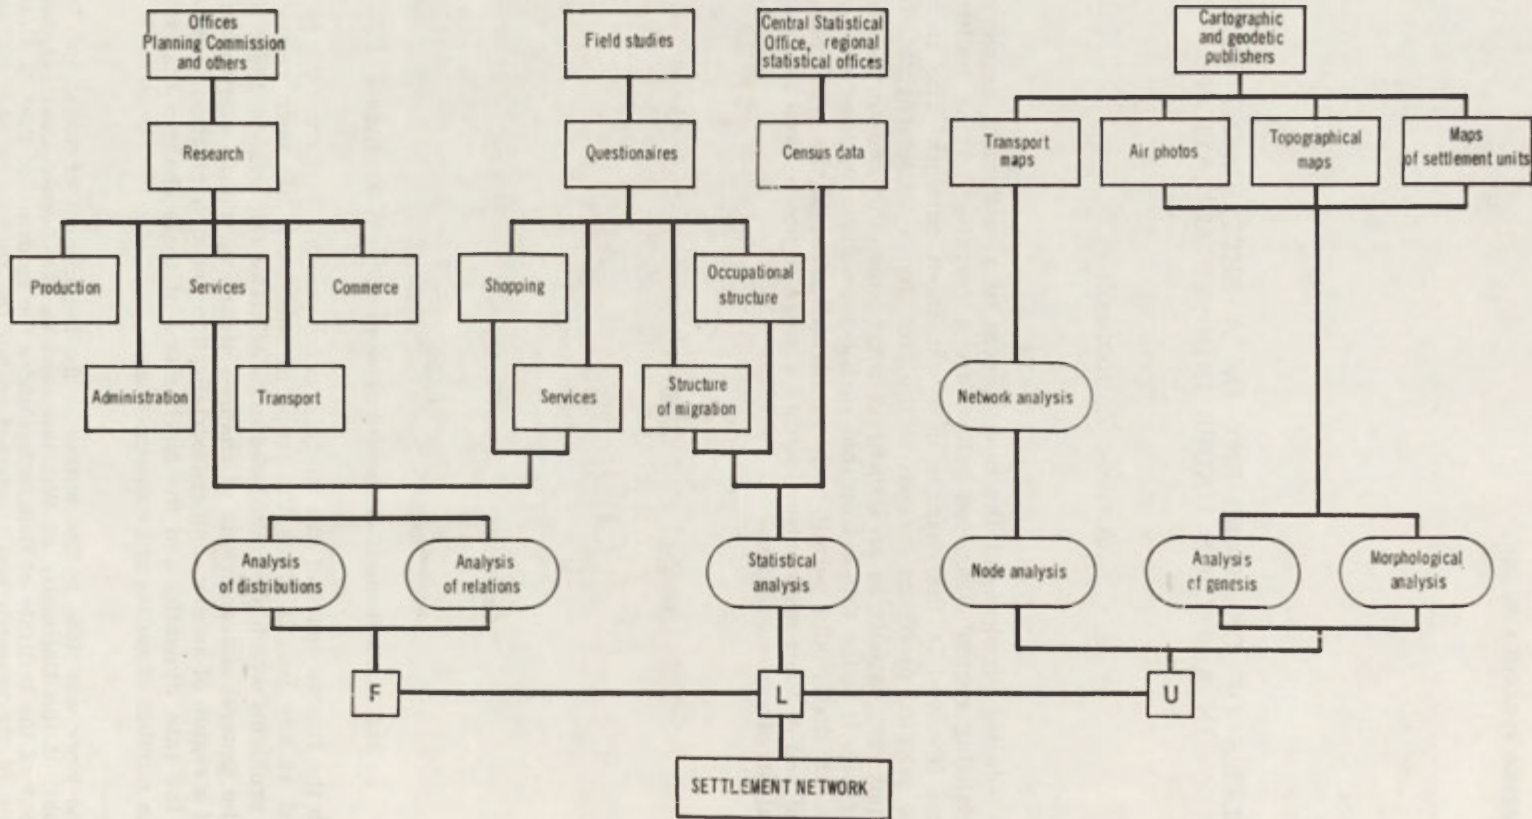 Offices
Planning Commission
and others
Field studies
Central Statistical
Office, regional
statistical offices
Cartographic
and geodetic
publishers
Research
Questionaires
Census data
Transport
maps
Air photos
Topographical
maps
Maps
of settlement units
Production
Services
Commerce
Shopping
Occupational
structure
Administration
Transport
Services
Structure
of migration
Network analysis
Analysis
of distributions
Analysis
of relations
Statistical
analysis
Node analysis
Analysis
of genesis
Morphological
analysis
F
L
U
SETTLEMENT NETWORK